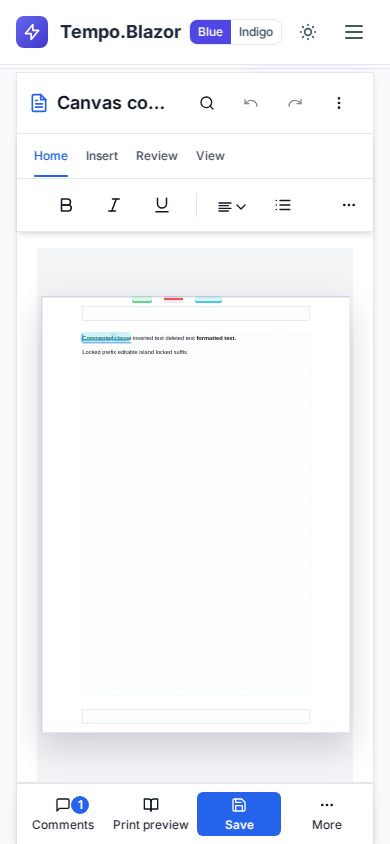 Tempo.Blazor
Blue
Indigo
Canvas co...
Home
Insert
Review
View
B
I
U
Commented clause inserted text deleted text formatted text.
Locked prefix editable island locked suffix.
1
Comments
Print preview
Save
More